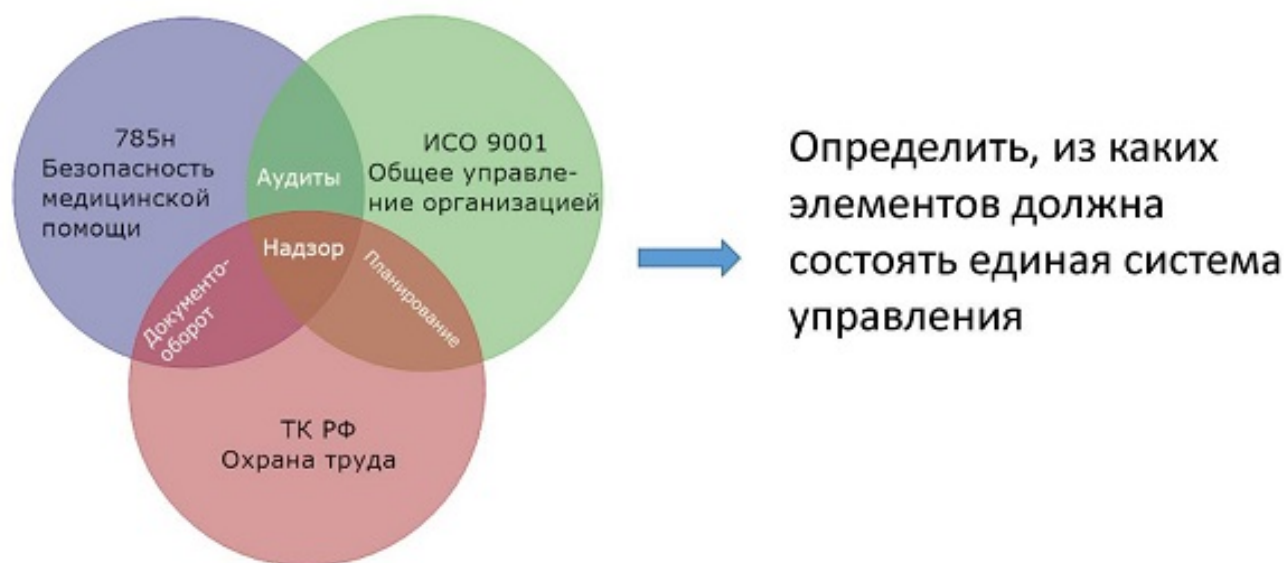 785н
Безопасность
медицинской
помощи
Аудиты
ИСО 9001
Общее управле-
ние организацией
Надзор
Документо-
оборот
Планирование
ТК РФ
Охрана труда
Определить, из каких
элементов должна
состоять единая система
управления